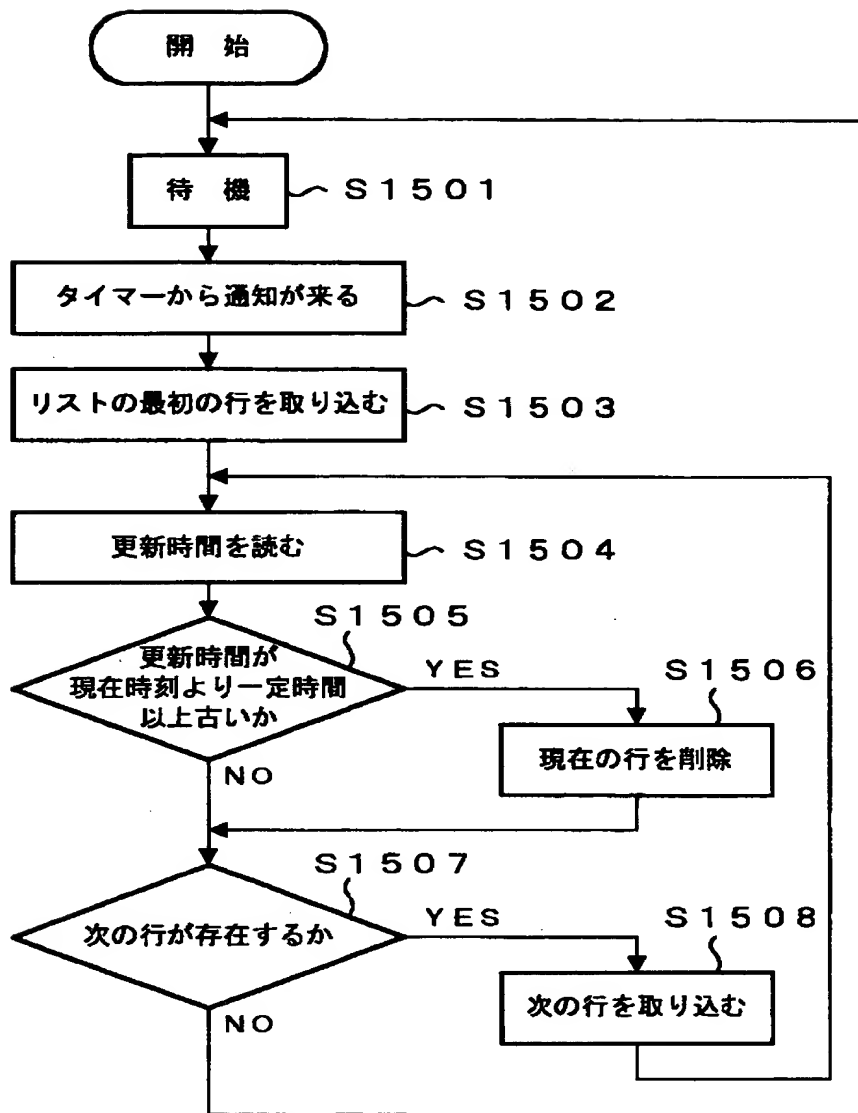 開 始
待 機
S1501
タイマーから通知が来る
S1502
リストの最初の行を取り込む
S1503
更新時間を読む
S1504
S1505
更新時間が
現在時刻より一定時間
以上古いか
YES
S1506
現在の行を削除
NO
S1507
次の行が存在するか
YES
S1508
次の行を取り込む
NO